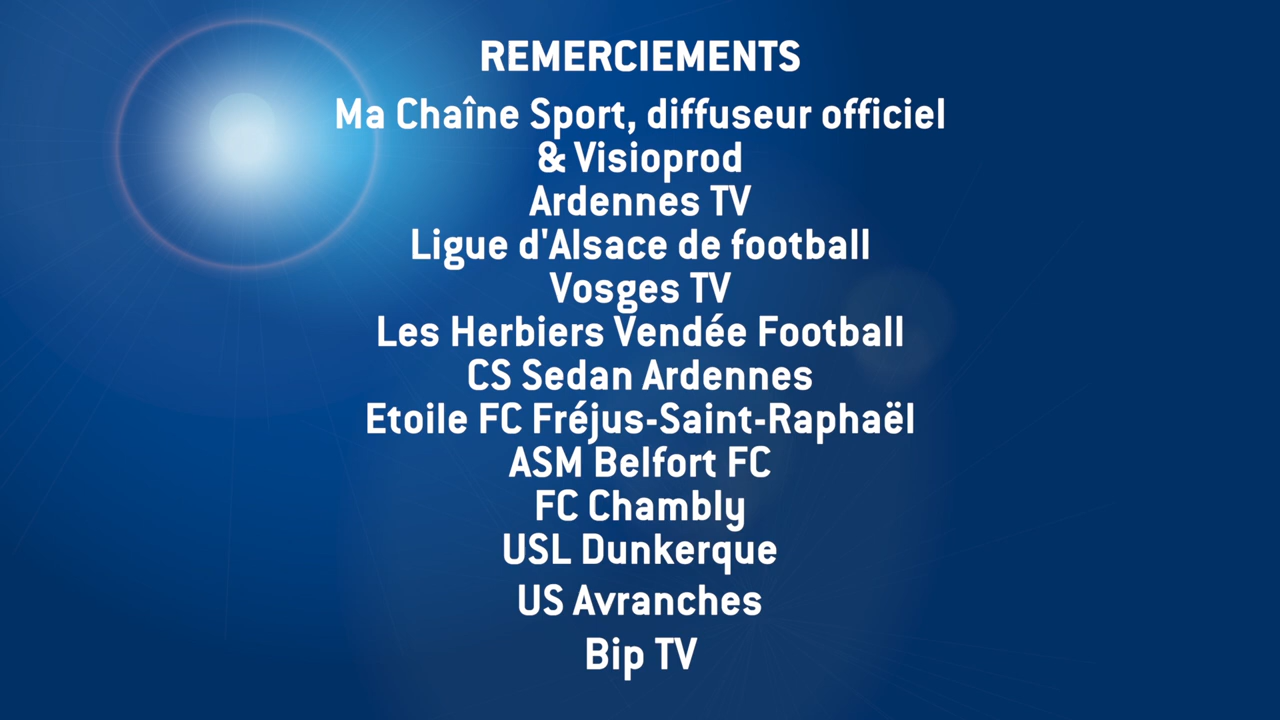 REMERCIEMENTS
Ma Chaîne Sport, diffuseur officiel
& Visioprod
Ardennes TV
Ligue d'Alsace de football
Vosges TV
Les Herbiers Vendée Football
CS Sedan Ardennes
Etoile FC Fréjus-Saint-Raphaël
ASM Belfort FC
FC Chambly
USL Dunkerque
US Avranches
Bip TV